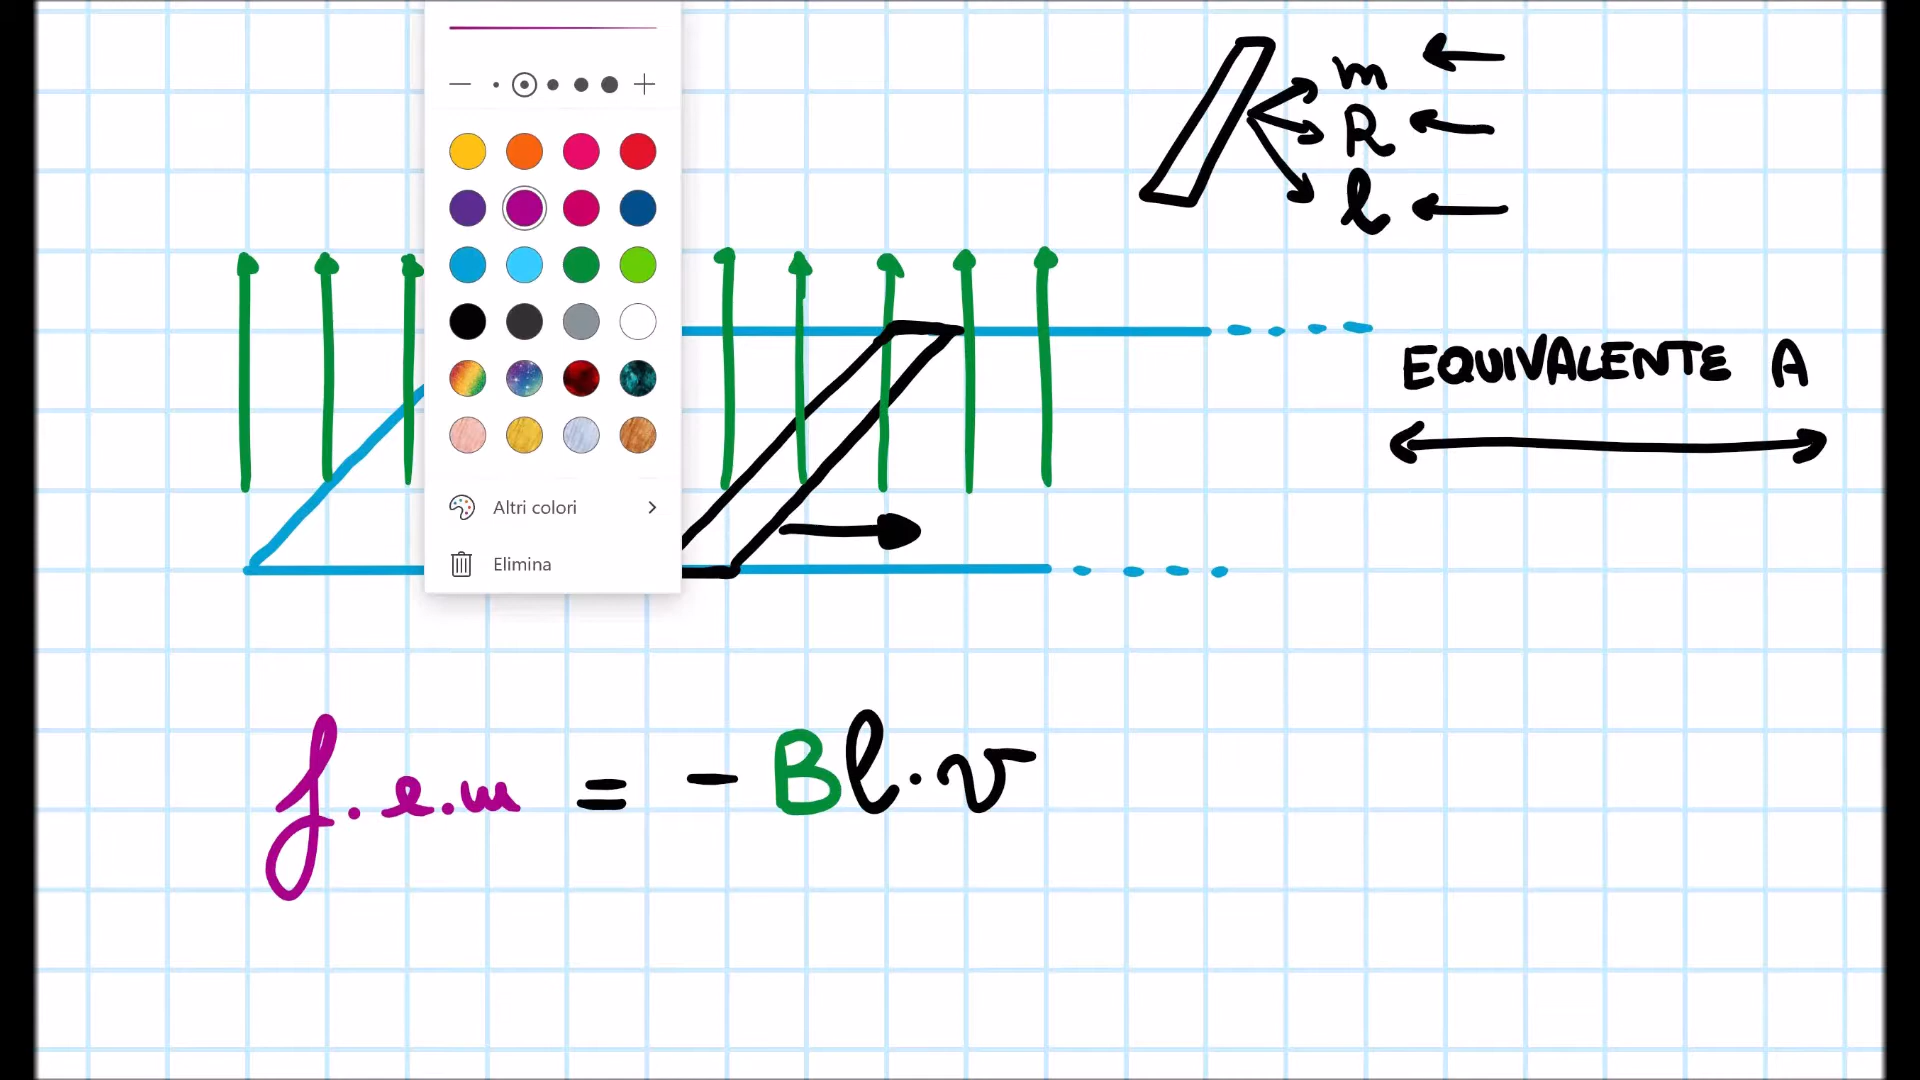 m
R
l
EQUIVALENTE A
Altri colori
Elimina
f.e.m = - Bl·v